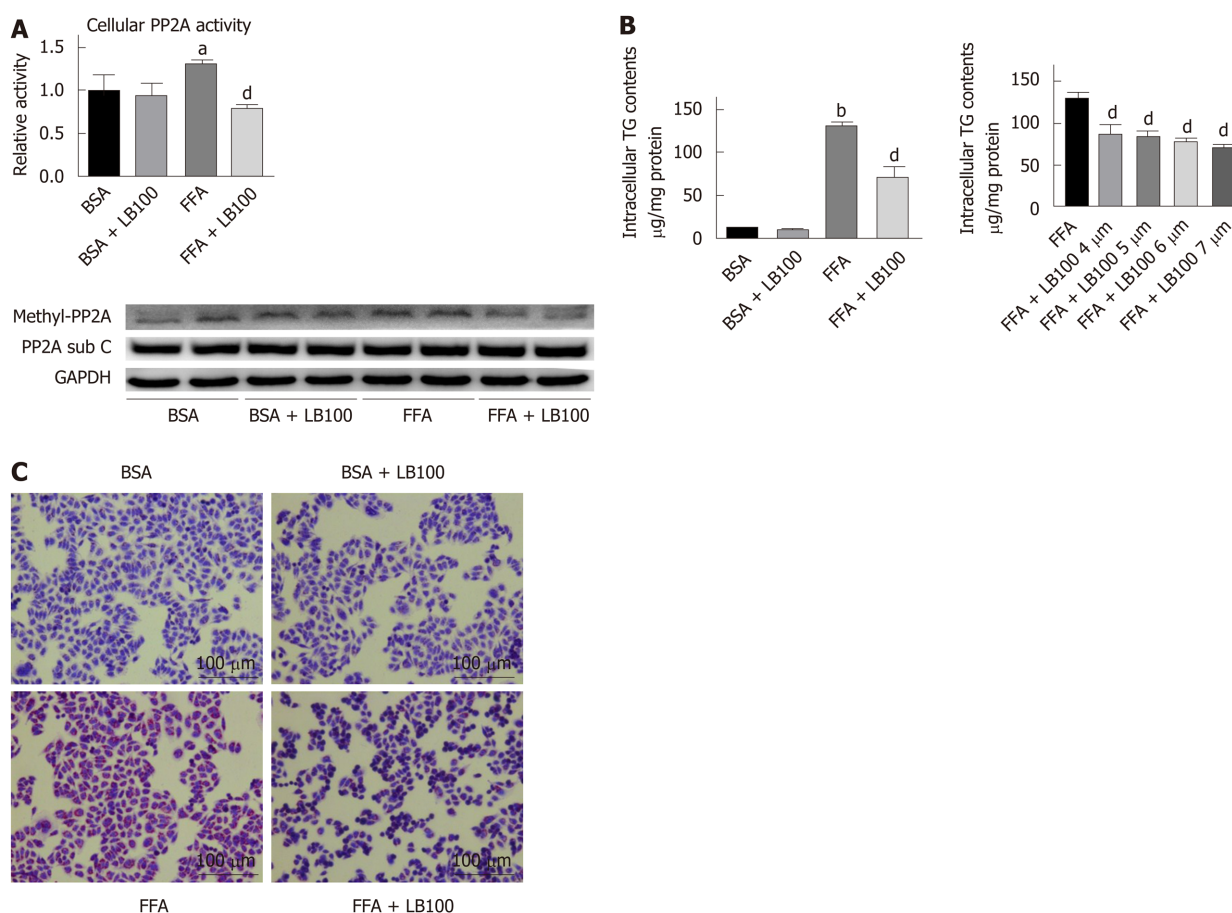 A
Cellular PP2A activity
Relative activity
1.5
1.0
0.5
0.0
a
d
BSA
BSA + LB100
FFA
FFA + LB100
Methyl-PP2A
PP2A sub C
GAPDH
BSA
BSA + LB100
FFA
FFA + LB100
B
Intracellular TG contents
μg/mg protein
150
100
50
0
b
d
BSA
BSA + LB100
FFA
FFA + LB100
Intracellular TG contents
μg/mg protein
150
100
50
0
d
d
d
d
FFA
FFA + LB100 4 μm
FFA + LB100 5 μm
FFA + LB100 6 μm
FFA + LB100 7 μm
C
BSA
BSA + LB100
100 μm
100 μm
100 μm
100 μm
FFA
FFA + LB100